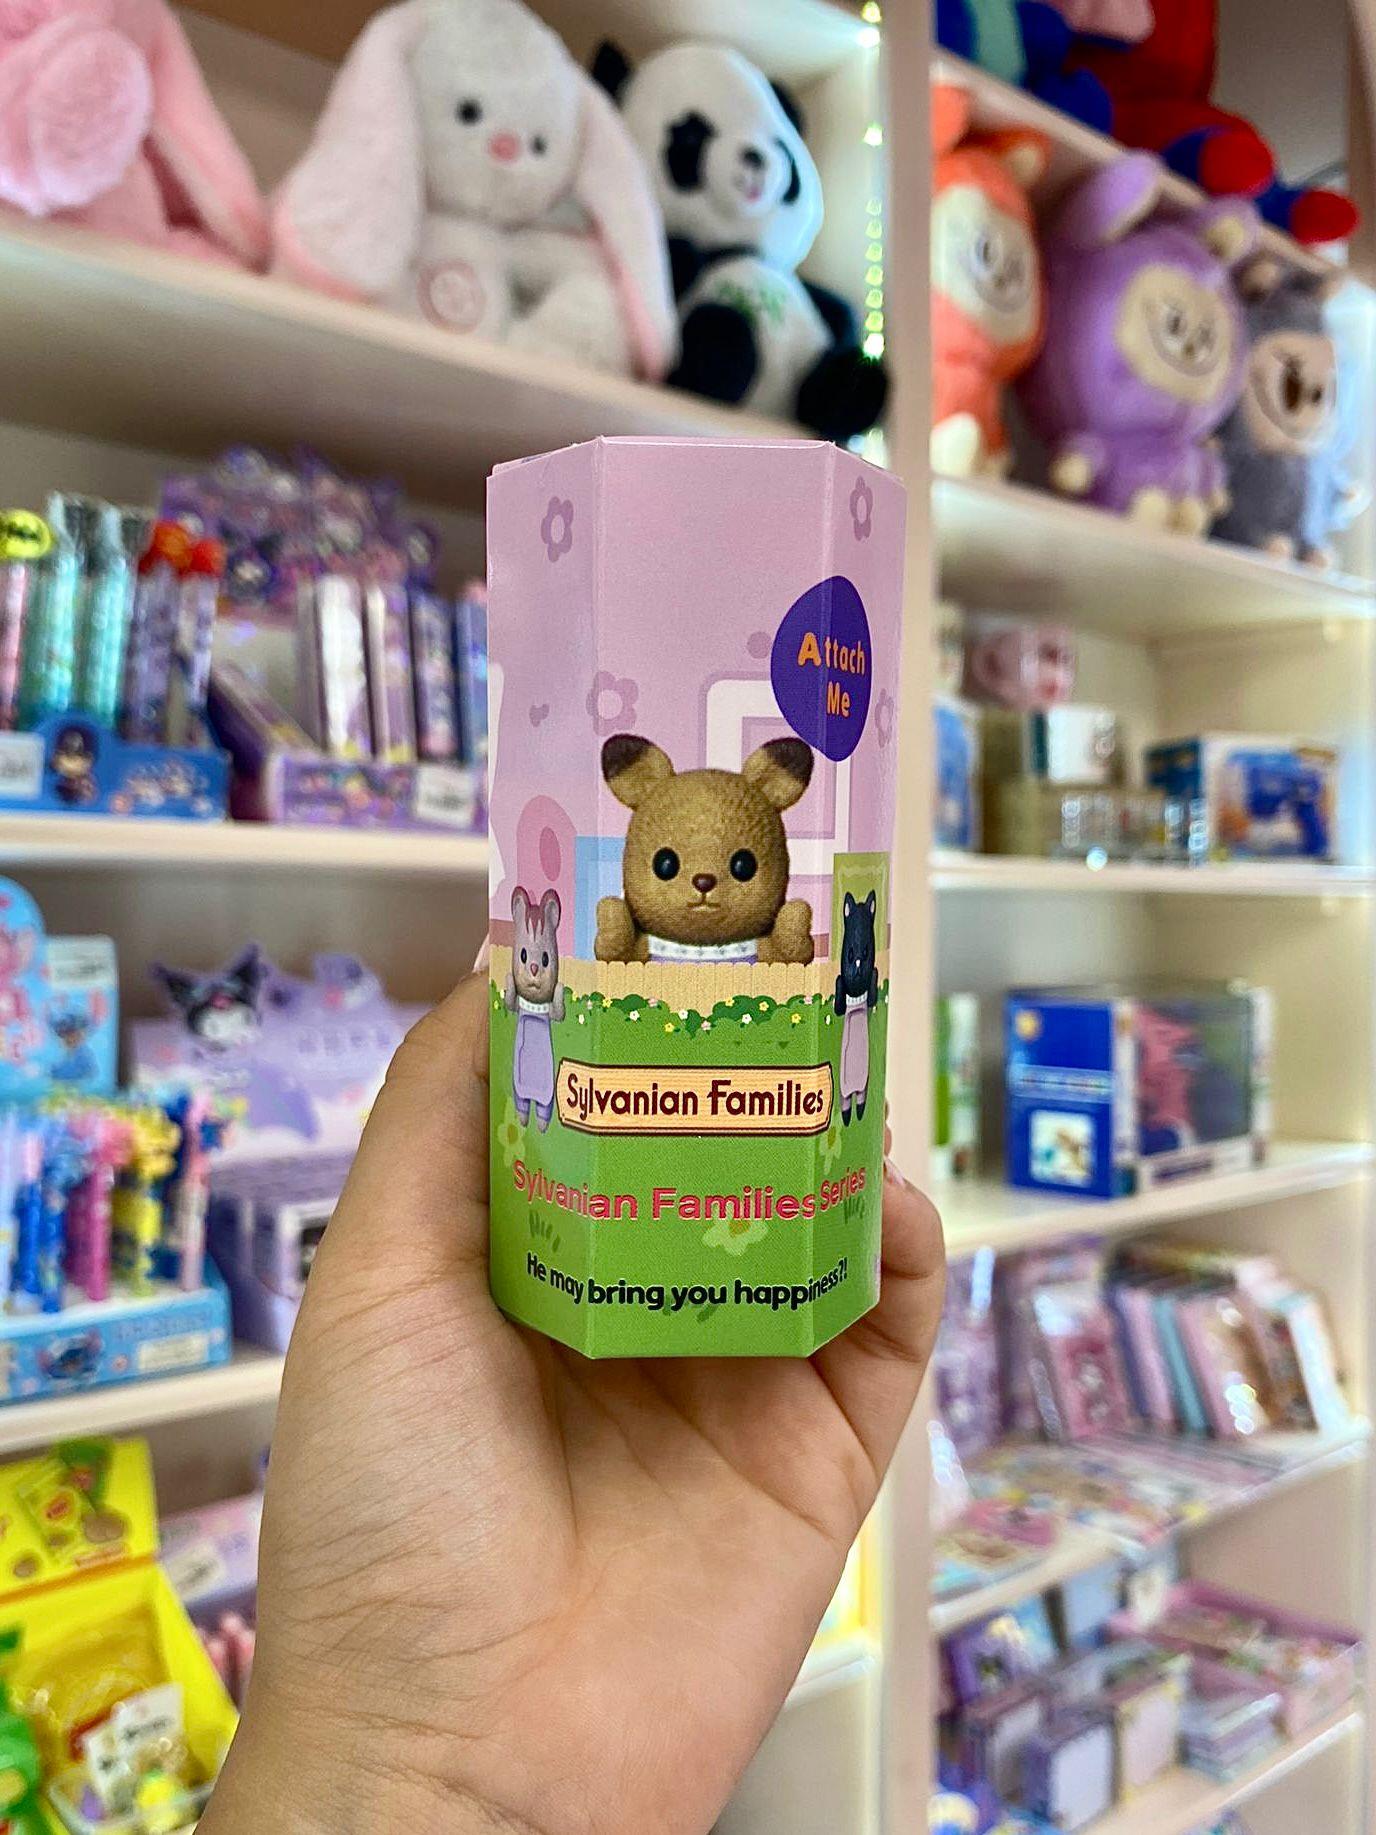 Attach
Me
Sylvanian Families
Sylvanian Families Series
He may bring you happiness?!